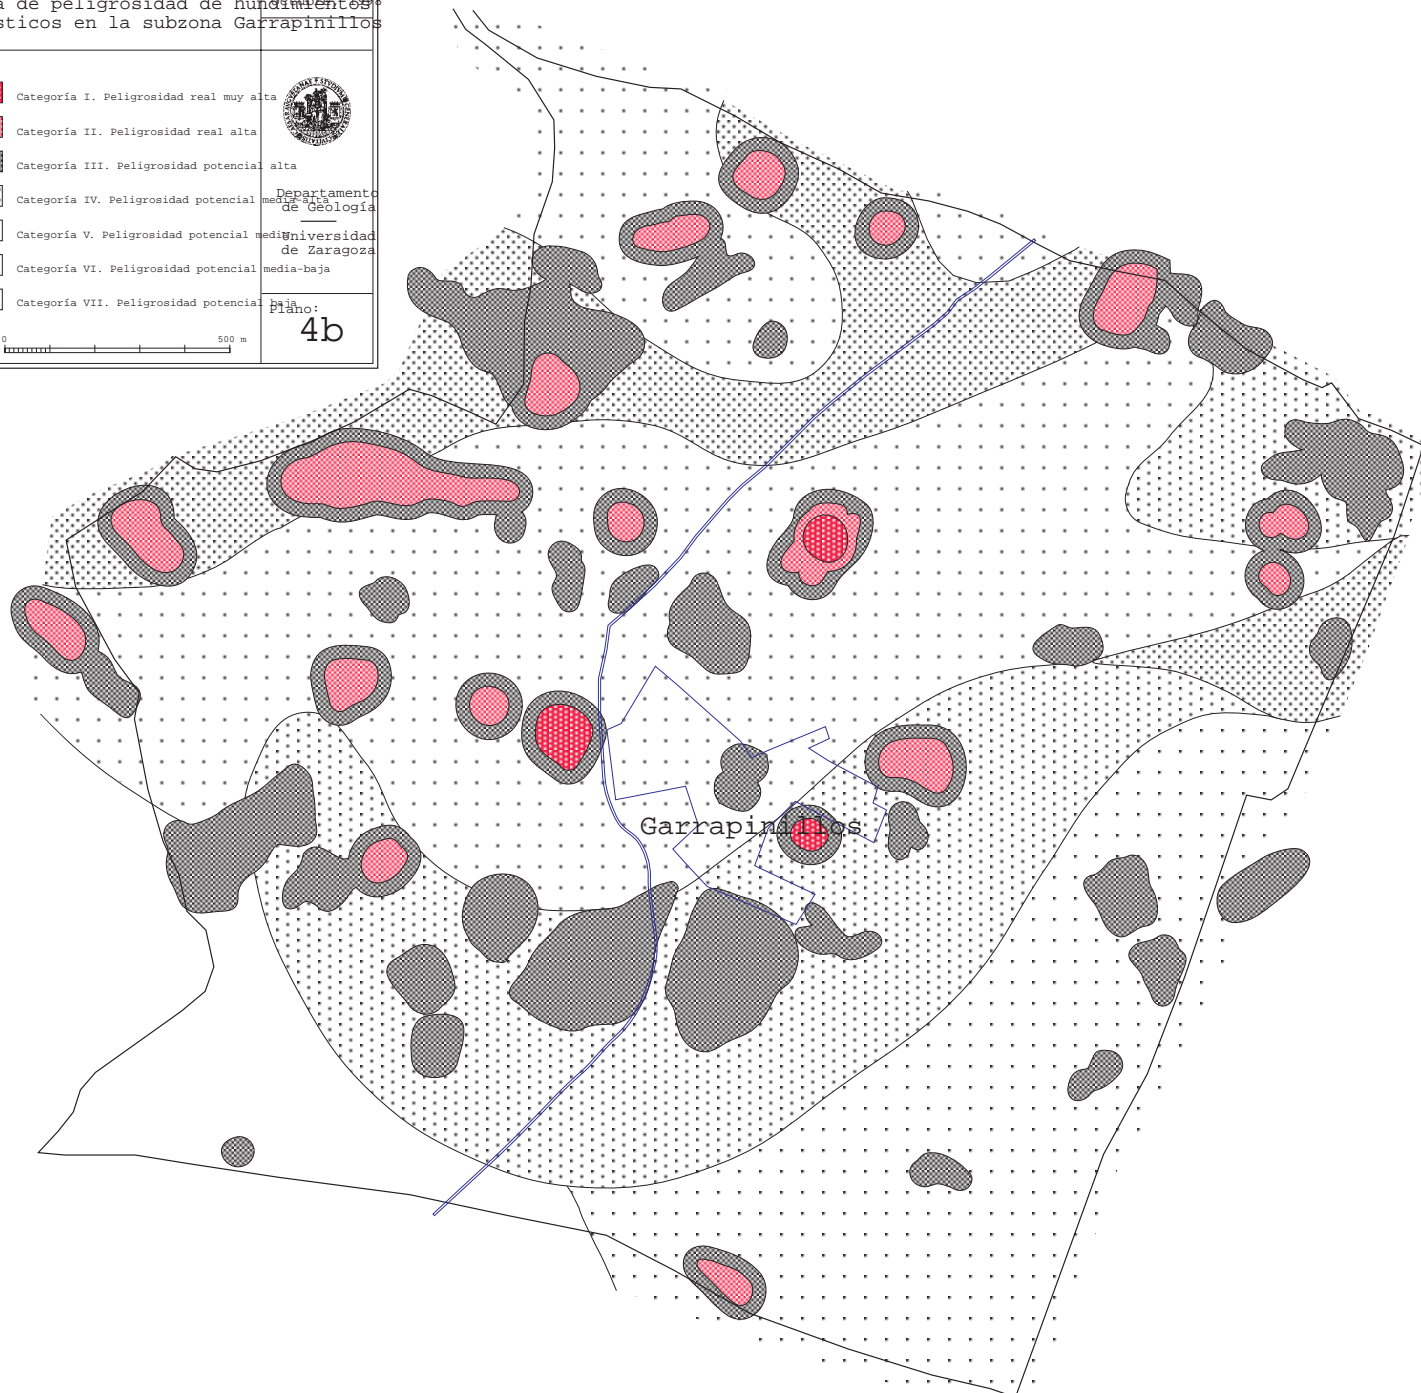 de peligrosidad de hundimientos
sticos en la subzona Garrapinillos
Categoría I. Peligrosidad real muy alta
Categoría II. Peligrosidad real alta
Categoría III. Peligrosidad potencial alta
Categoría IV. Peligrosidad potencial media-alta
Categoría V. Peligrosidad potencial media
Categoría VI. Peligrosidad potencial media-baja
Categoría VII. Peligrosidad potencial baja
0 500 m
Departamento
de Geología
Universidad
de Zaragoza
Plano:
4b
Garrapinillos